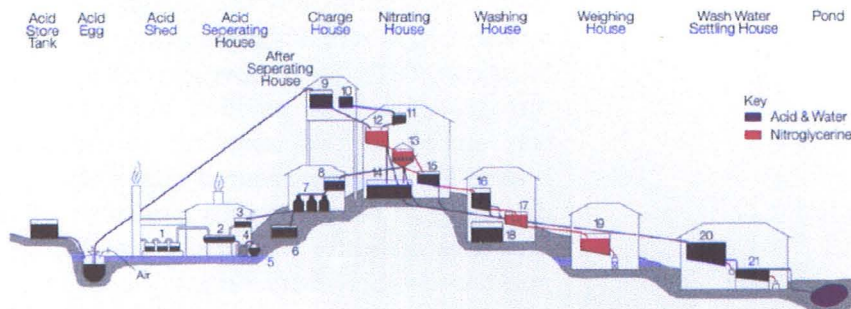 Acid
Store
Tank
Acid
Egg
Acid
Shed
Acid
Seperating
House
After
Seperating
House
Charge
House
Nitrating
House
Washing
House
Weighing
House
Wash Water
Settling House
Pond
Key
Acid & Water
Nitroglycerine
9
10
11
12
13
14
15
8
7
6
16
17
18
19
20
21
1
2
3
4
5
Air